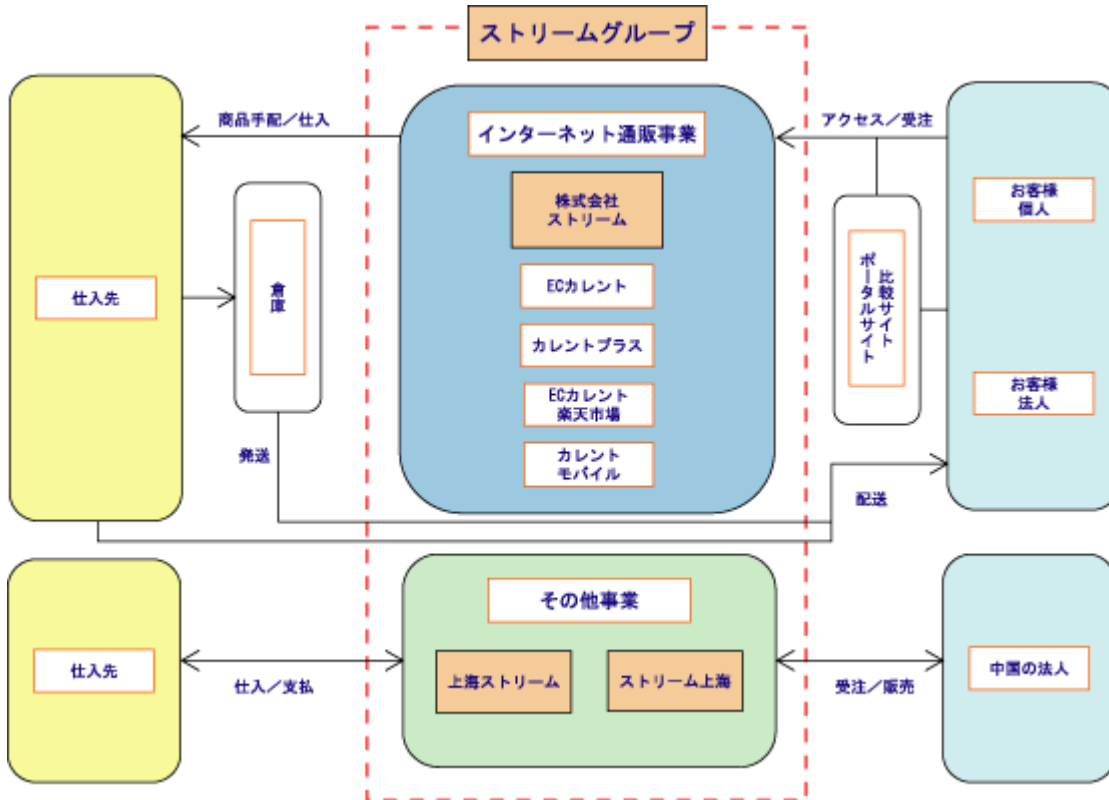 ストリームグループ
商品手配/仕入
アクセス/受注
インターネット通販事業
株式会社
ストリーム
お客様
個人
仕入先
倉庫
ECカレント
比較サイト
ポータルサイト
カレントプラス
ECカレント
楽天市場
お客様
法人
発送
カレント
モバイル
配送
その他事業
仕入先
仕入/支払
上海ストリーム
ストリーム上海
受注/販売
中国の法人